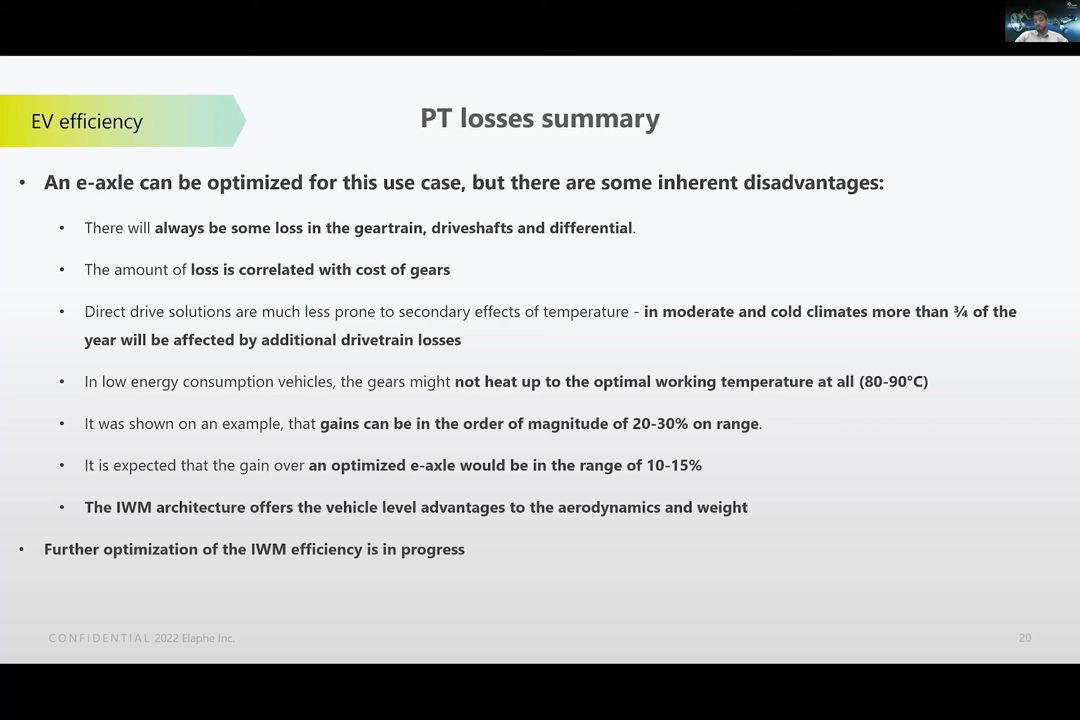 EV efficiency
PT losses summary
• An e-axle can be optimized for this use case, but there are some inherent disadvantages:
• There will always be some loss in the geartrain, driveshafts and differential.
• The amount of loss is correlated with cost of gears
• Direct drive solutions are much less prone to secondary effects of temperature - in moderate and cold climates more than ¾ of the
year will be affected by additional drivetrain losses
• In low energy consumption vehicles, the gears might not heat up to the optimal working temperature at all (80-90°C)
• It was shown on an example, that gains can be in the order of magnitude of 20-30% on range.
• It is expected that the gain over an optimized e-axle would be in the range of 10-15%
• The IWM architecture offers the vehicle level advantages to the aerodynamics and weight
• Further optimization of the IWM efficiency is in progress
CONFIDENTIAL 2022 Elaphe Inc.
20